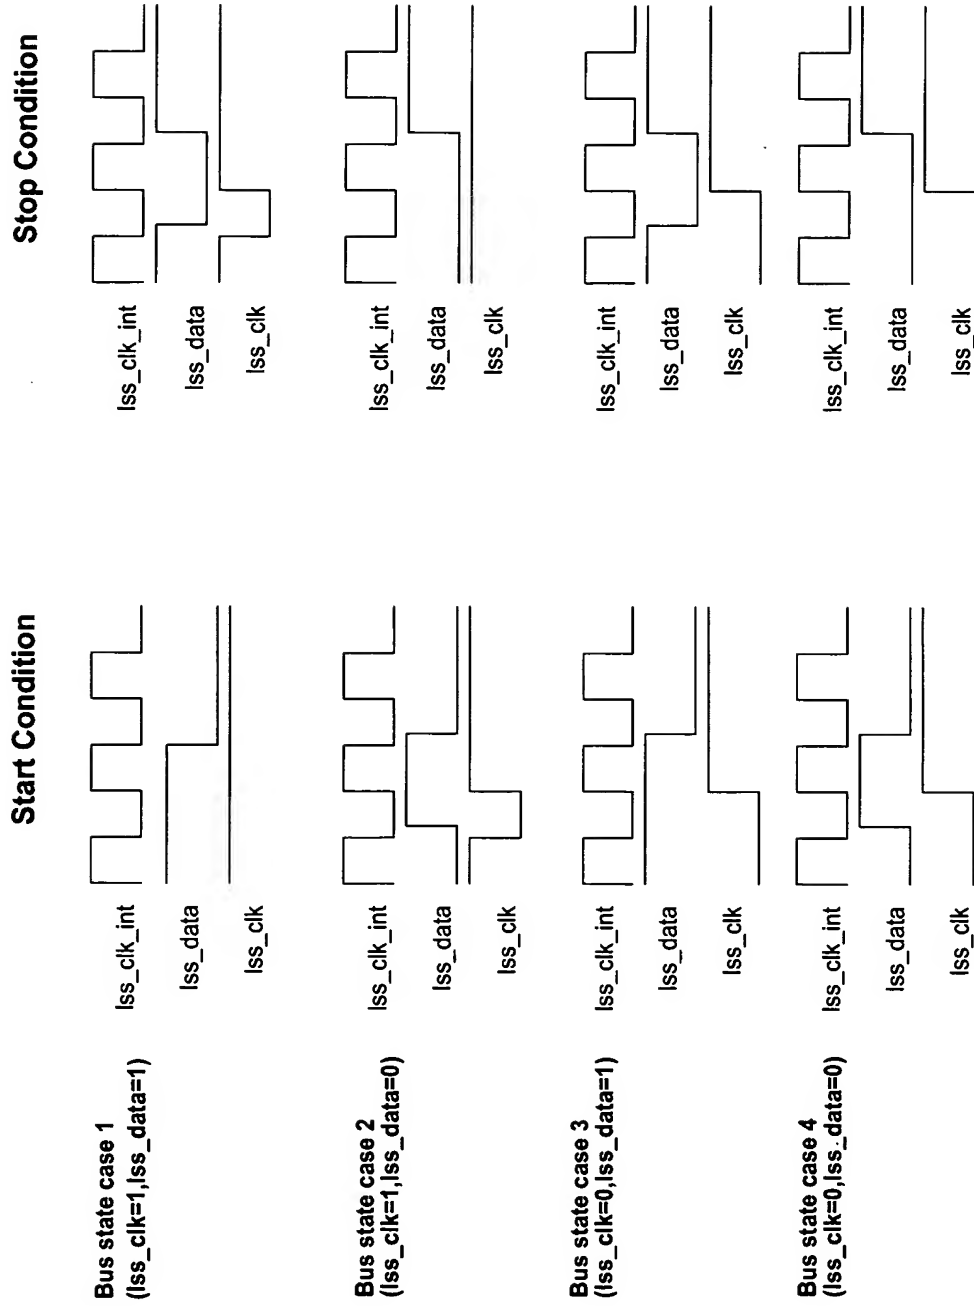 Start Condition
Stop Condition
Bus state case 1
(lss_clk=1,lss_data=1)
lss_clk_int
lss_data
lss_clk
lss_clk_int
lss_data
lss_clk
Bus state case 2
(lss_clk=1,lss_data=0)
lss_clk_int
lss_data
lss_clk
lss_clk_int
lss_data
lss_clk
Bus state case 3
(lss_clk=0,lss_data=1)
lss_clk_int
lss_data
lss_clk
lss_clk_int
lss_data
lss_clk
Bus state case 4
(lss_clk=0,lss_data=0)
lss_clk_int
lss_data
lss_clk
lss_clk_int
lss_data
lss_clk